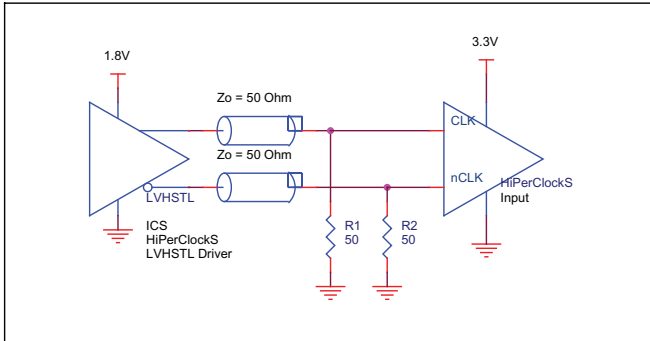 1.8V
3.3V
Zo = 50 Ohm
CLK
Zo = 50 Ohm
nCLK
HiPerClockS
Input
LVHSTL
ICS
HiPerClockS
LVHSTL Driver
R1
50
R2
50